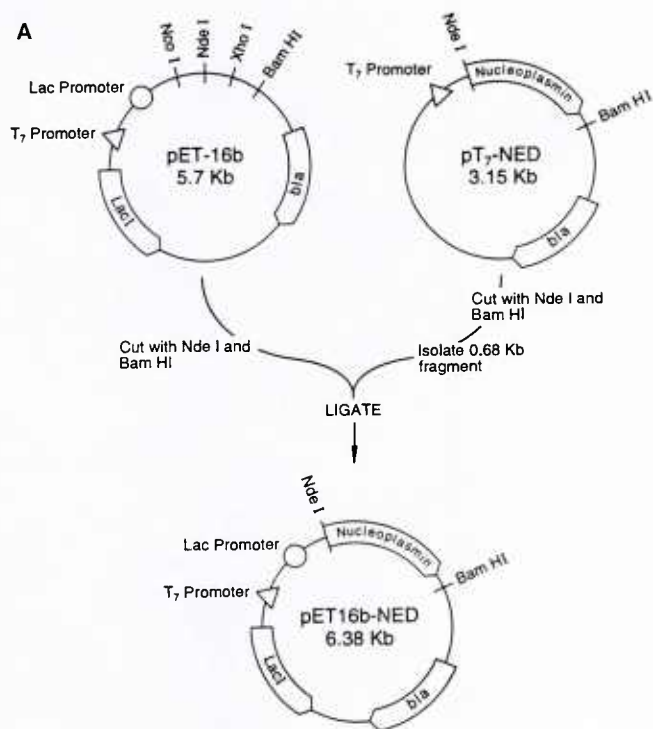 A
Nco I
Nde I
Xho I
Bam HI
Lac Promoter
T7 Promoter
pET-16b
5.7 Kb
LacI
bla
Nde I
T7 Promoter
Nucleoplasmin
Bam HI
pT7-NED
3.15 Kb
bla
Cut with Nde I and
Bam HI
Cut with Nde I and
Bam HI
Isolate 0.68 Kb
fragment
LIGATE
Nde I
Lac Promoter
Nucleoplasmin
Bam HI
T7 Promoter
pET16b-NED
6.38 Kb
LacI
bla